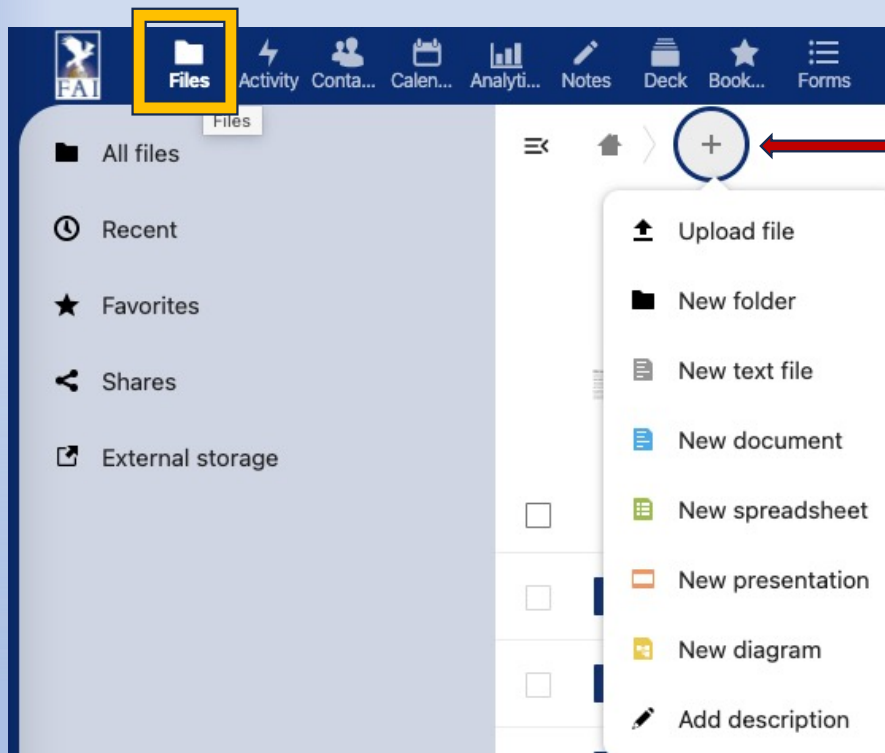 FAI
Files Activity Conta... Calen... Analyti... Notes Deck Book... Forms
Files
All files
Recent
Favorites
Shares
External storage
Upload file
New folder
New text file
New document
New spreadsheet
New presentation
New diagram
Add description